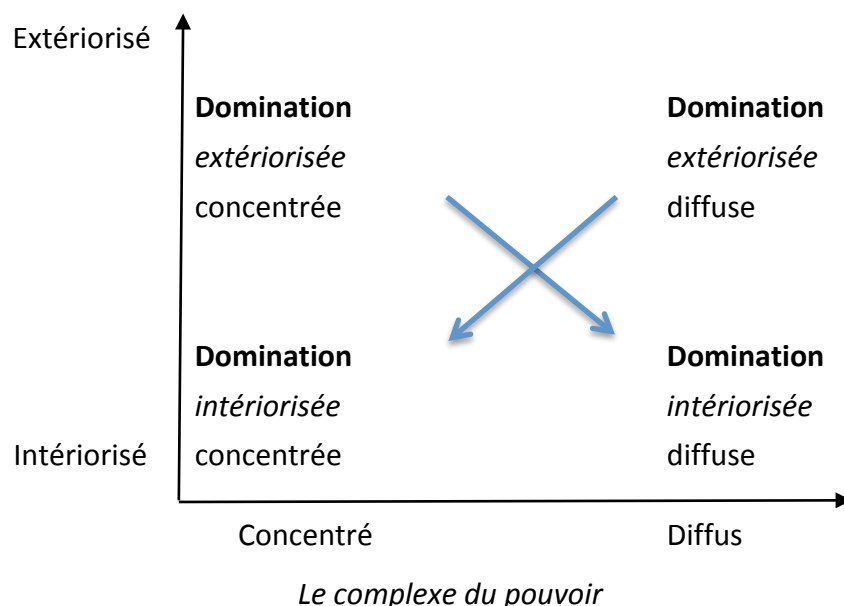 Extériorisé
Domination
extériorisée
concentrée
Domination
extériorisée
diffuse
Domination
intériorisée
concentrée
Domination
intériorisée
diffuse
Intériorisé
Concentré
Diffus
Le complexe du pouvoir